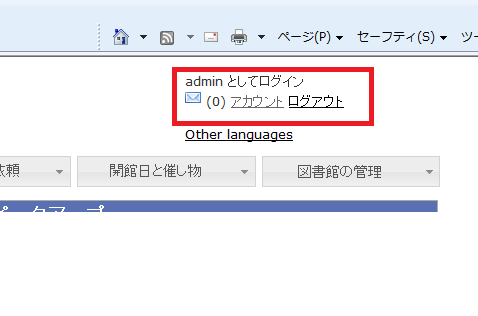 ページ(P) セーフティ(S) ツー
admin としてログイン
(0) アカウント ログアウト
Other languages
依頼 開館日と催し物 図書館の管理